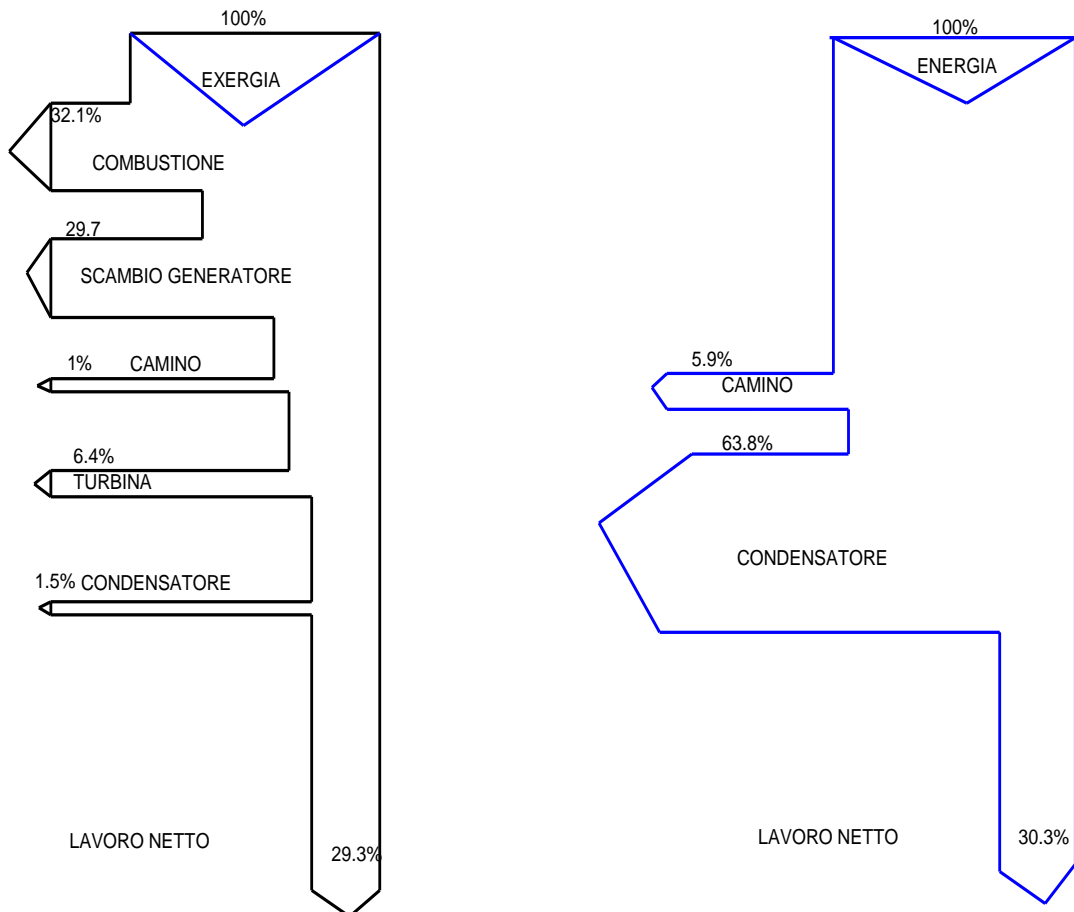 100%
EXERGIA
32.1%
COMBUSTIONE
29.7
SCAMBIO GENERATORE
1%
CAMINO
6.4%
TURBINA
1.5%
CONDENSATORE
LAVORO NETTO
29.3%
100%
ENERGIA
5.9%
CAMINO
63.8%
CONDENSATORE
LAVORO NETTO
30.3%